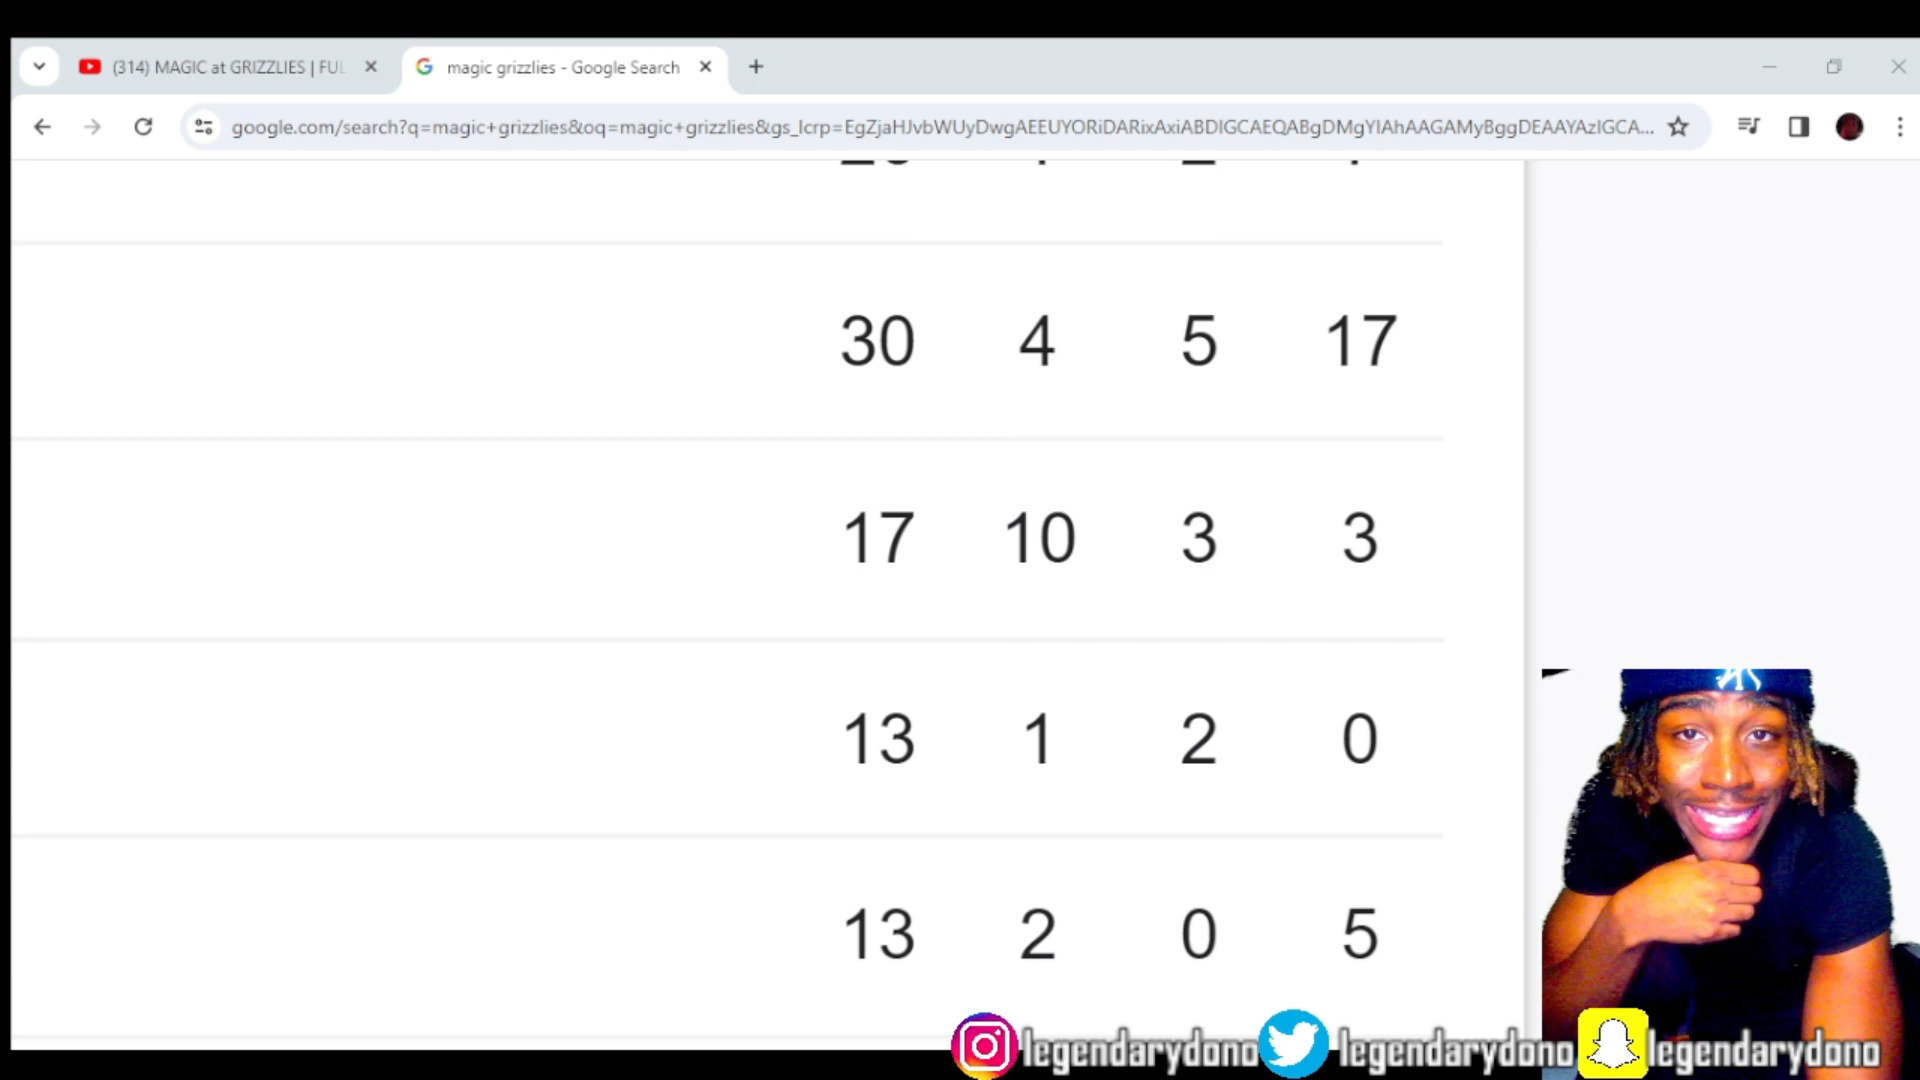 (314) MAGIC at GRIZZLIES | FUL
magic grizzlies - Google Search
google.com/search?q=magic+grizzlies&oq=magic+grizzlies&gs_lcrp=EgZjaHJvbWUyDwgAEEUYORiDARixAxiABDIGCAEQABgDMgYIAhAAGAMyBggDEAAYAzIGCA...
30 4 5 17
17 10 3 3
13 1 2 0
13 2 0 5
legendarydono legendarydono legendarydono